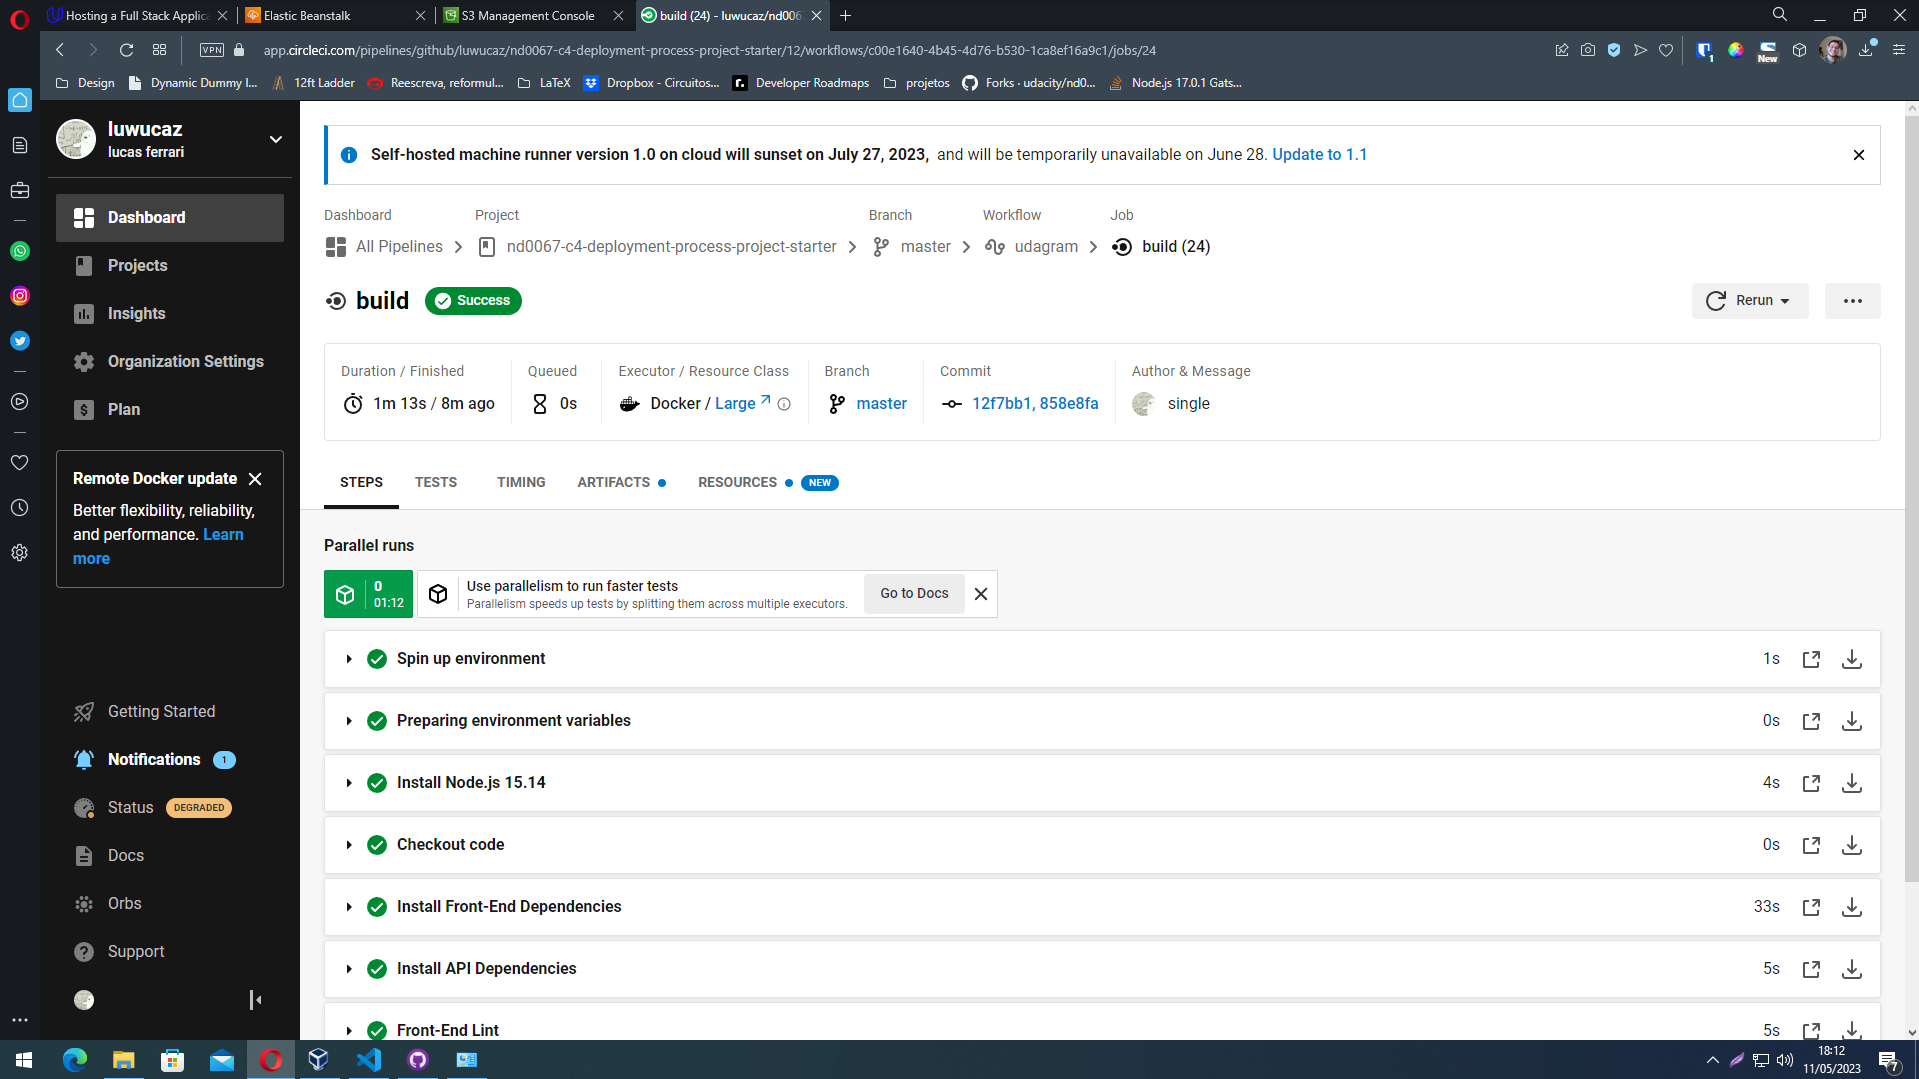 Hosting a Full Stack Applica
Elastic Beanstalk
S3 Management Console
build (24) - luwucaz/nd006
VPN
app.circleci.com/pipelines/github/luwucaz/nd0067-c4-deployment-process-project-starter/12/workflows/c00e1640-4b45-4d76-b530-1ca8ef16a9c1/jobs/24
1
New
Design
Dynamic Dummy I...
12ft Ladder
Reescreva, reformul...
LaTeX
Dropbox - Circuitos...
Developer Roadmaps
projetos
Forks · udacity/nd0...
Node.js 17.0.1 Gats...
luwucaz
lucas ferrari
Dashboard
Projects
Insights
Organization Settings
Plan
Remote Docker update
Better flexibility, reliability,
and performance. Learn
more
Getting Started
Notifications 1
Status DEGRADED
Docs
Orbs
Support
Self-hosted machine runner version 1.0 on cloud will sunset on July 27, 2023, and will be temporarily unavailable on June 28. Update to 1.1
Dashboard Project Branch Workflow Job
All Pipelines nd0067-c4-deployment-process-project-starter master udagram build (24)
build Success
Rerun
Duration / Finished Queued Executor / Resource Class Branch Commit Author & Message
1m 13s / 8m ago 0s Docker / Large master 12f7bb1, 858e8fa single
STEPS TESTS TIMING ARTIFACTS RESOURCES NEW
Parallel runs
0
01:12
Use parallelism to run faster tests
Parallelism speeds up tests by splitting them across multiple executors.
Go to Docs
Spin up environment 1s
Preparing environment variables 0s
Install Node.js 15.14 4s
Checkout code 0s
Install Front-End Dependencies 33s
Install API Dependencies 5s
Front-End Lint 5s
18:12
11/05/2023
7